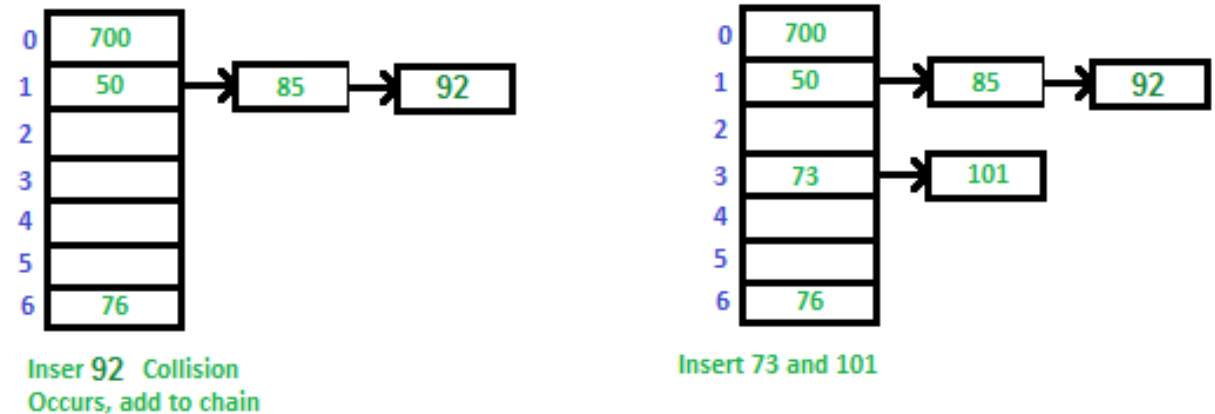 0 700
1 50 85 92
2
3
4
5
6 76
Inser 92 Collision
Occurs, add to chain
0 700
1 50 85 92
2
3 73 101
4
5
6 76
Insert 73 and 101